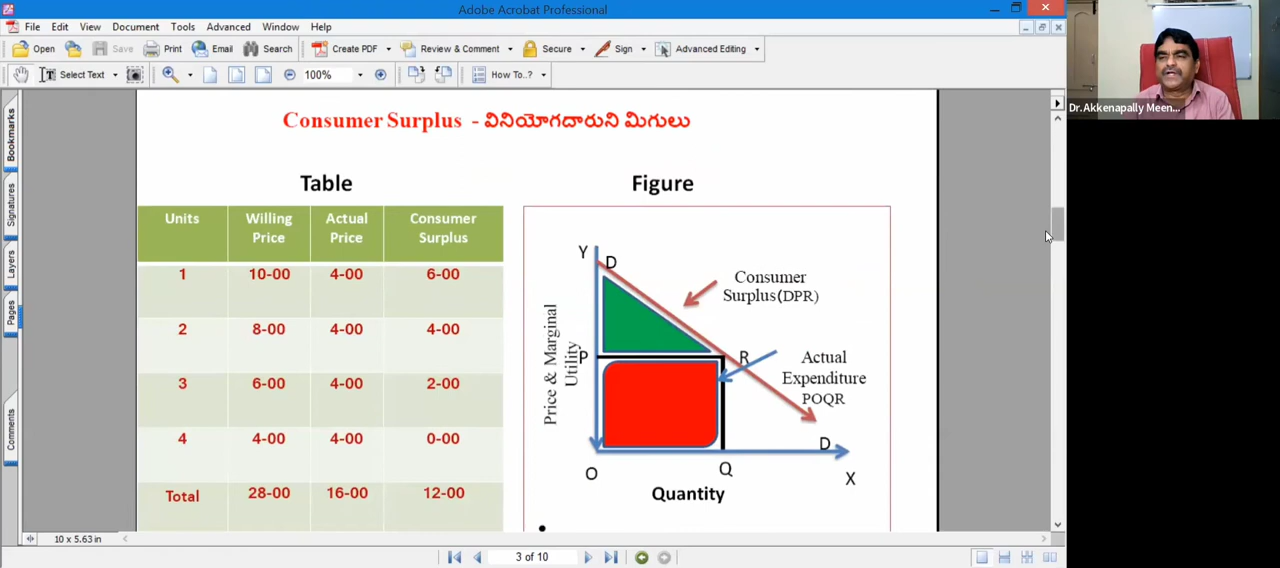 Adobe Acrobat Professional
File Edit View Document Tools Advanced Window Help
Open Save Print Email Search Create PDF Review & Comment Secure Sign Advanced Editing
Select Text 100% How To..?
Dr.Akkenapally Meen...
Bookmarks
Signatures
Layers
Pages
Comments
Consumer Surplus - వినియోగదారుని మిగులు
Table
Units Willing Price Actual Price Consumer Surplus
1 10-00 4-00 6-00
2 8-00 4-00 4-00
3 6-00 4-00 2-00
4 4-00 4-00 0-00
Total 28-00 16-00 12-00
Figure
Y
D
Consumer
Surplus(DPR)
Price & Marginal
Utility
P
R
Actual
Expenditure
POQR
D
O
Q
X
Quantity
10 x 5.63 in
3 of 10